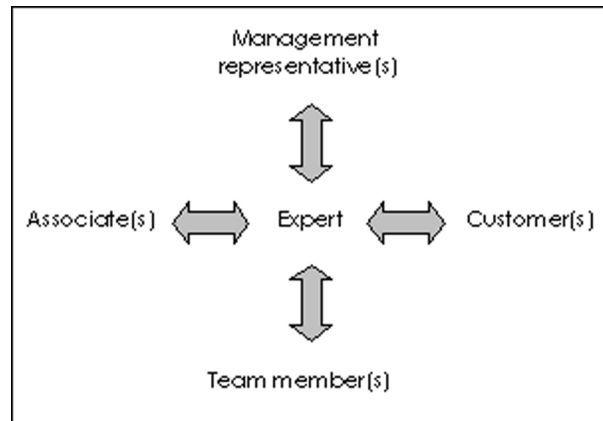 Management
representative(s)
Associate(s)
Expert
Customer(s)
Team member(s)